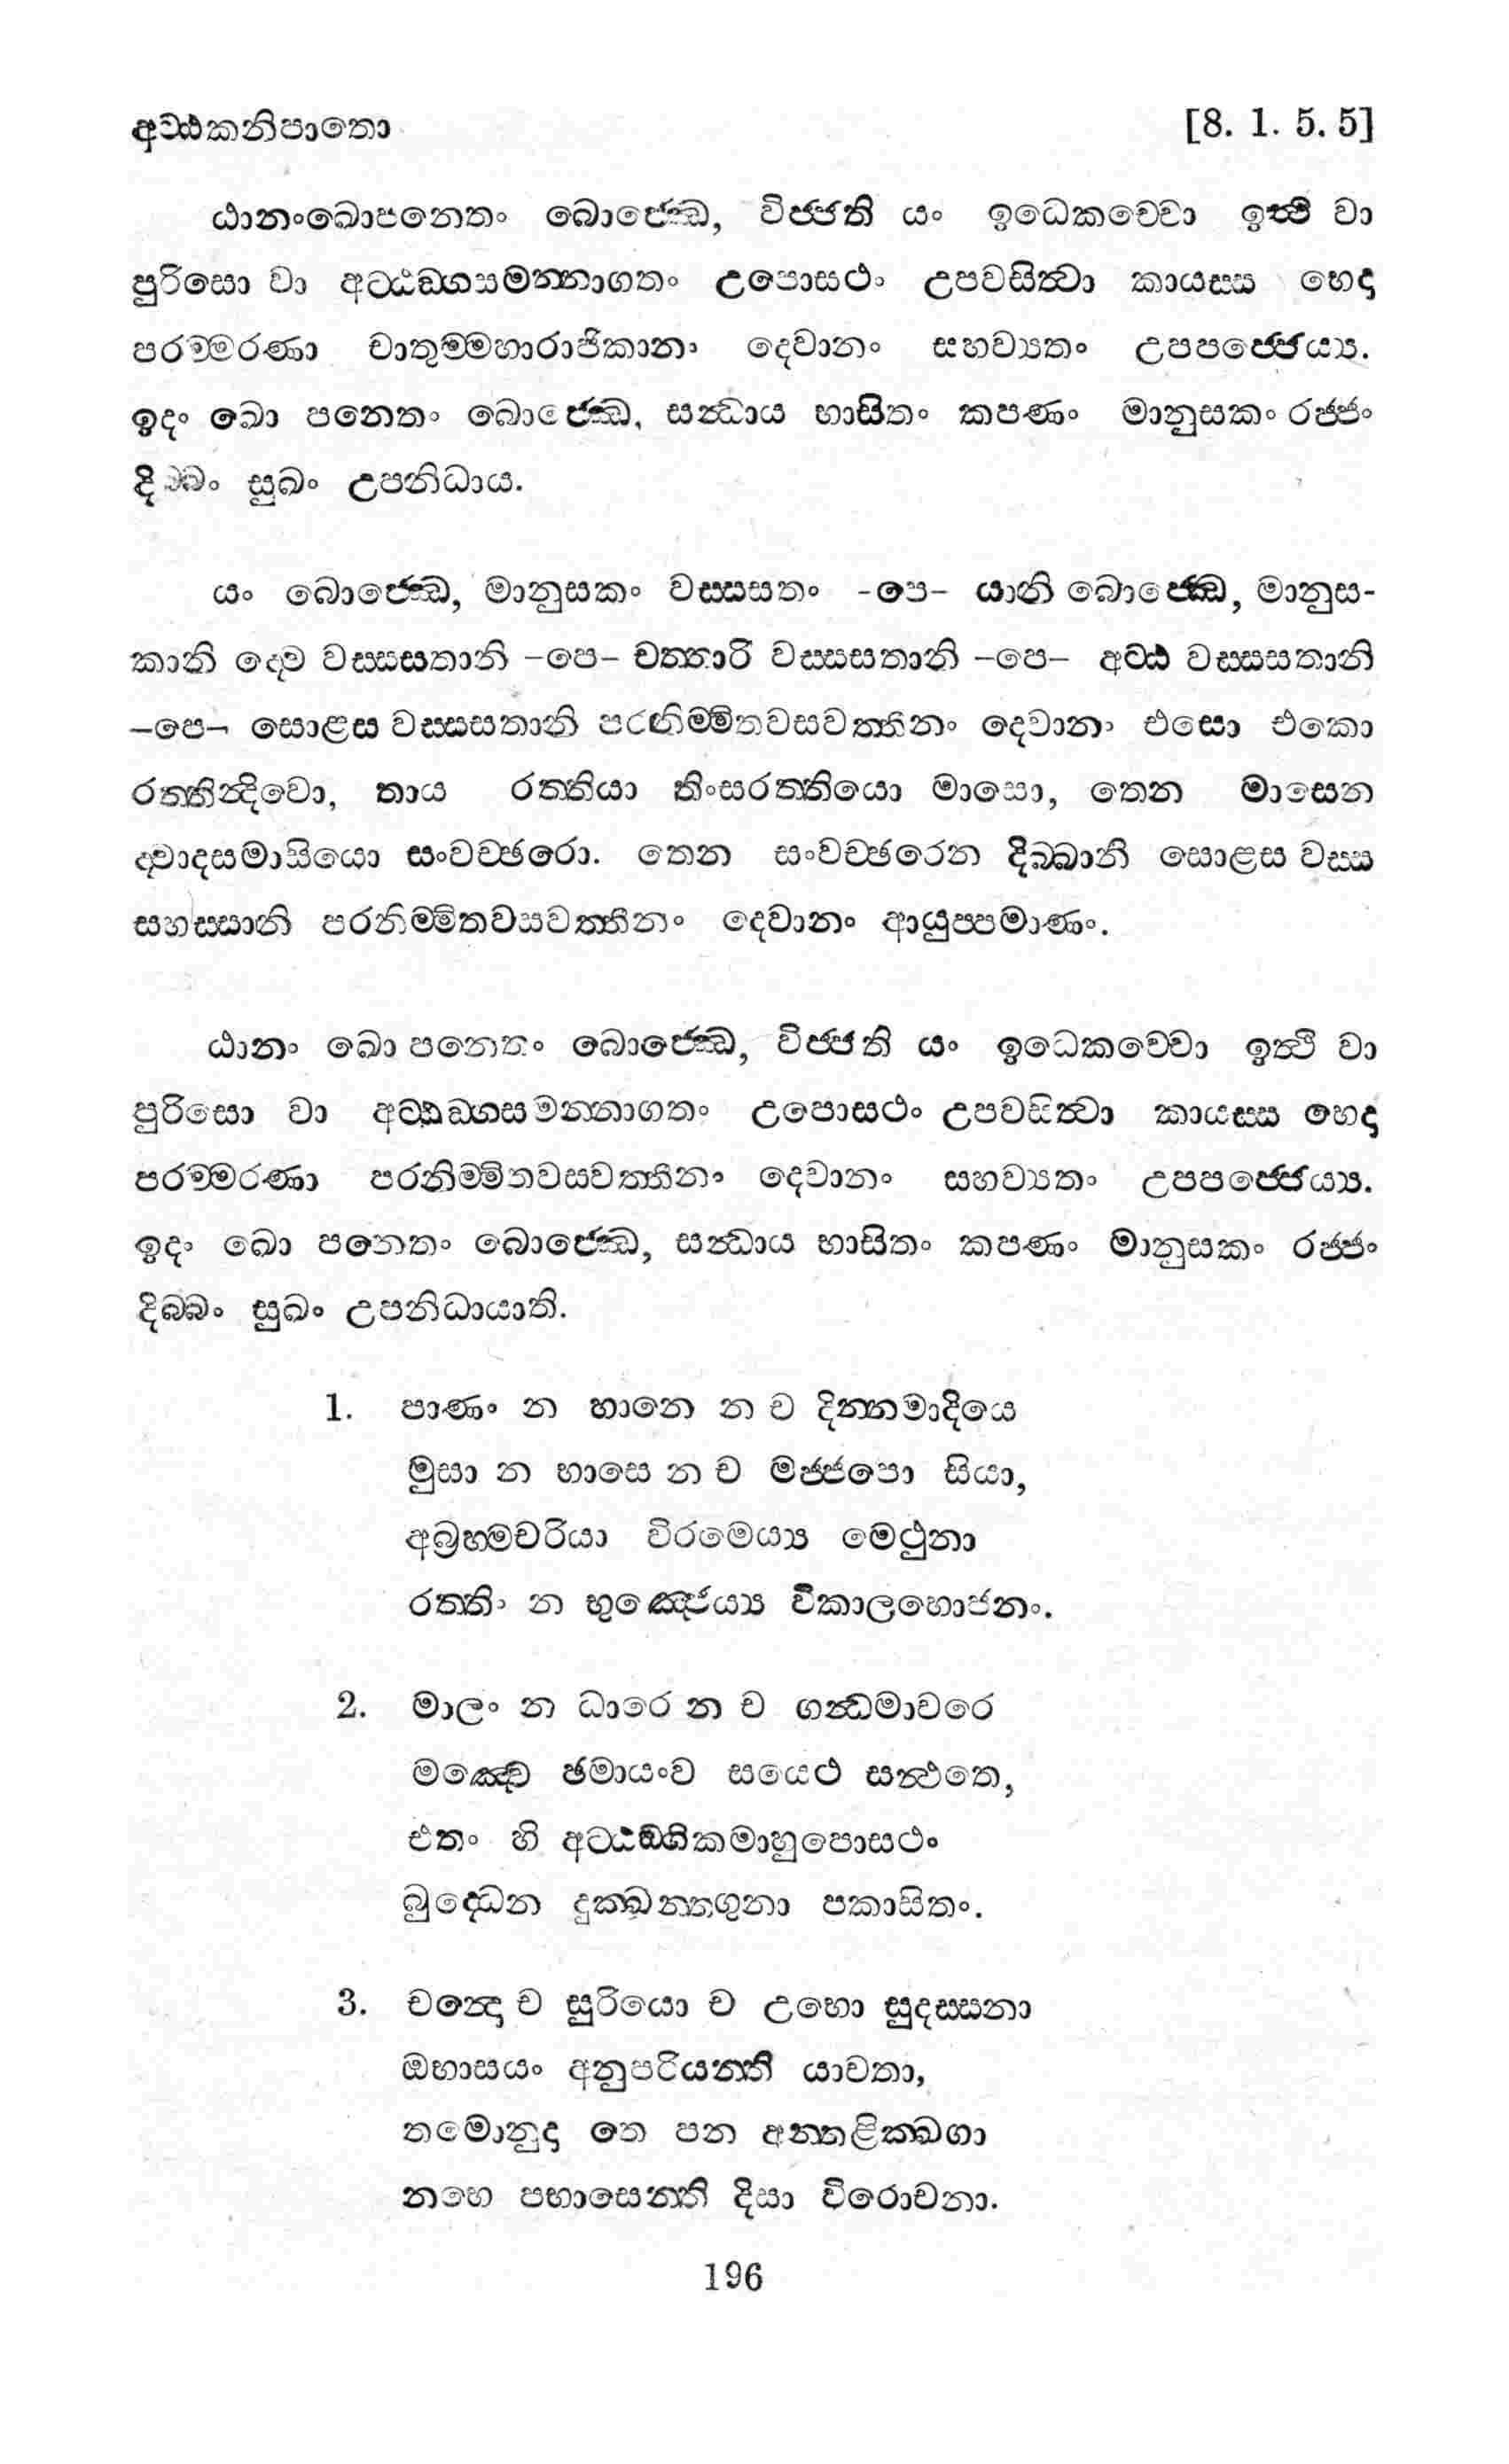 අට්ඨකනිපාතො [8. 1. 5. 5]
ඨානංඛොපනෙතං බොජ්ඣෙ, විජ්ජති යං ඉධෙකච්චො ඉත්ථි වා
පුරිසො වා අට්ඨඞ්ගසමන්නාගතං උපොසථං උපවසිත්වා කායස්ස භෙදා
පරම්මරණා චාතුම්මහාරාජිකානං දෙවානං සහව්‍යතං උපපජ්ජෙය්‍ය.
ඉදං ඛො පනෙතං බොජ්ඣෙ, සන්ධාය භාසිතං කපණං මානුසකං රජ්ජං
දිබ්බං සුඛං උපනිධාය.
යං බොජ්ඣෙ, මානුසකං වස්සසතං -පෙ- යානි බොජ්ඣෙ, මානුස-
කානි ද්වෙ වස්සසතානි -පෙ- චත්තාරි වස්සසතානි -පෙ- අට්ඨ වස්සසතානි
-පෙ- සොළස වස්සසතානි පරනිම්මිතවසවත්තීනං දෙවානං එසො එකො
රත්තින්දිවො, තාය රත්තියා තිංසරත්තියො මාසො, තෙන මාසෙන
ද්වාදසමාසියො සංවච්ඡරො. තෙන සංවච්ඡරෙන දිබ්බානි සොළස වස්ස
සහස්සානි පරනිම්මිතවසවත්තීනං දෙවානං ආයුප්පමාණං.
ඨානං ඛො පනෙතං බොජ්ඣෙ, විජ්ජති යං ඉධෙකච්චො ඉත්ථි වා
පුරිසො වා අට්ඨඞ්ගසමන්නාගතං උපොසථං උපවසිත්වා කායස්ස භෙදා
පරම්මරණා පරනිම්මිතවසවත්තීනං දෙවානං සහව්‍යතං උපපජ්ජෙය්‍ය.
ඉදං ඛො පනෙතං බොජ්ඣෙ, සන්ධාය භාසිතං කපණං මානුසකං රජ්ජං
දිබ්බං සුඛං උපනිධායාති.
1. පාණං න හානෙ න ච දින්නමාදියෙ
මුසා න භාසෙ න ච මජ්ජපො සියා,
අබ්‍රහ්මචරියා විරමෙය්‍ය මෙථුනා
රත්තිං න භුඤ්ජෙය්‍ය විකාලභොජනං.
2. මාලං න ධාරෙ න ච ගන්ධමාචරෙ
මඤ්චෙ ඡමායංව සයෙථ සන්ථතෙ,
එතං හි අට්ඨඞ්ගිකමාහුපොසථං
බුද්ධෙන දුක්ඛන්තගුනා පකාසිතං.
3. චන්දො ච සුරියො ච උභො සුදස්සනා
ඔභාසයං අනුපරියන්ති යාවතා,
තමොනුදා තෙ පන අන්තළික්ඛගා
නභෙ පභාසෙන්ති දිසා විරොචනා.
196